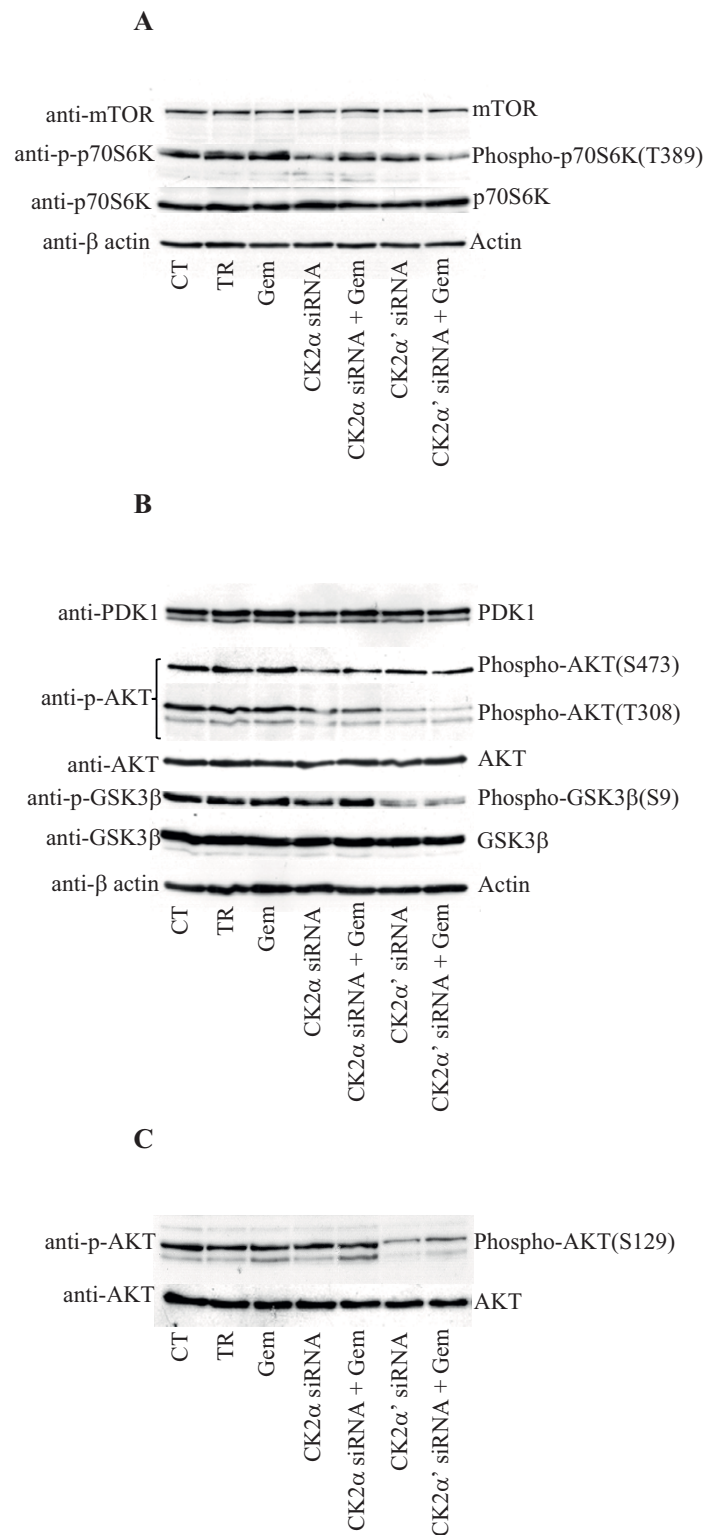 A
anti-mTOR mTOR
anti-p-p70S6K Phospho-p70S6K(T389)
anti-p70S6K p70S6K
anti-β actin Actin
CT
TR
Gem
CK2α siRNA
CK2α siRNA + Gem
CK2α’ siRNA
CK2α’ siRNA + Gem
B
anti-PDK1 PDK1
Phospho-AKT(S473)
anti-p-AKT
Phospho-AKT(T308)
anti-AKT AKT
anti-p-GSK3β Phospho-GSK3β(S9)
anti-GSK3β GSK3β
anti-β actin Actin
CT
TR
Gem
CK2α siRNA
CK2α siRNA + Gem
CK2α’ siRNA
CK2α’ siRNA + Gem
C
anti-p-AKT Phospho-AKT(S129)
anti-AKT AKT
CT
TR
Gem
CK2α siRNA
CK2α siRNA + Gem
CK2α’ siRNA
CK2α’ siRNA + Gem